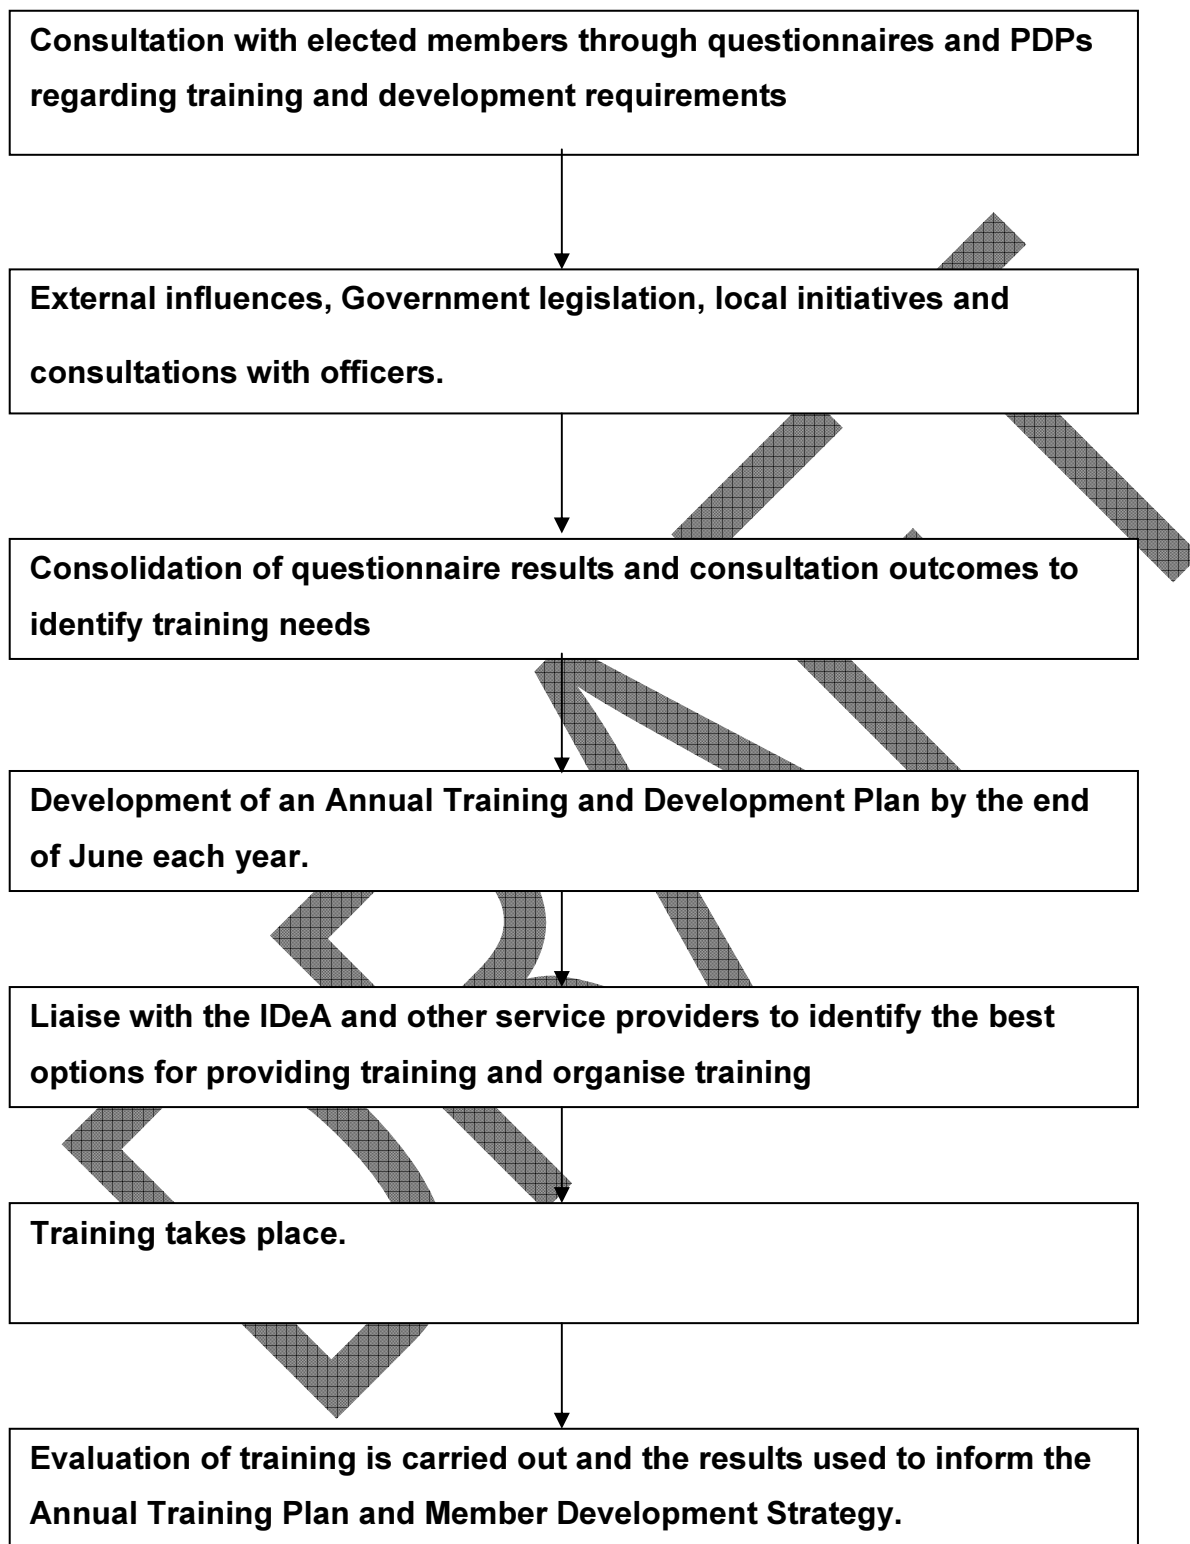 Consultation with elected members through questionnaires and PDPs
regarding training and development requirements
External influences, Government legislation, local initiatives and
consultations with officers.
Consolidation of questionnaire results and consultation outcomes to
identify training needs
Development of an Annual Training and Development Plan by the end
of June each year.
Liaise with the IDeA and other service providers to identify the best
options for providing training and organise training
Training takes place.
Evaluation of training is carried out and the results used to inform the
Annual Training Plan and Member Development Strategy.
DRAFT